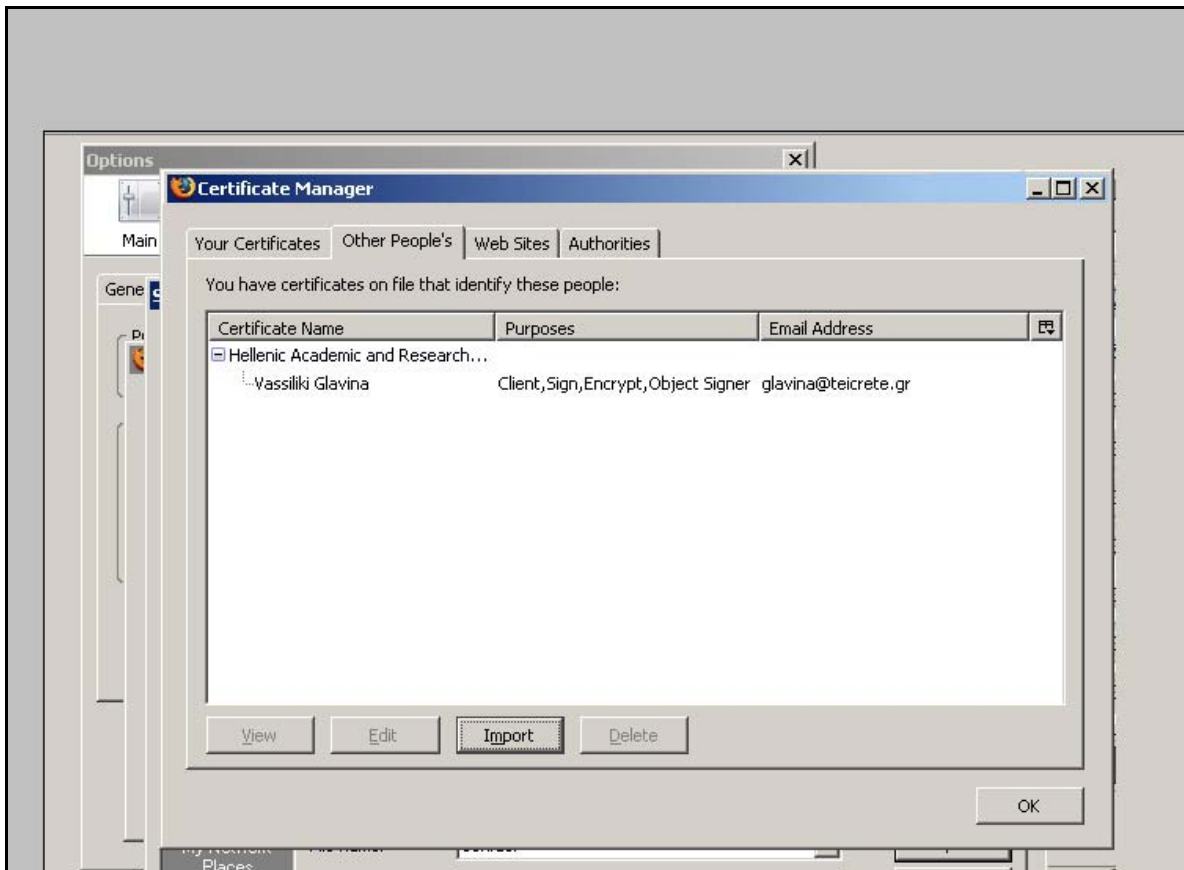 Options
Certificate Manager
Main
Your Certificates Other People's Web Sites Authorities
Gene
You have certificates on file that identify these people:
Certificate Name Purposes Email Address
Hellenic Academic and Research...
Vassiliki Glavina Client,Sign,Encrypt,Object Signer glavina@teicrete.gr
View Edit Import Delete
OK
My Network
Places